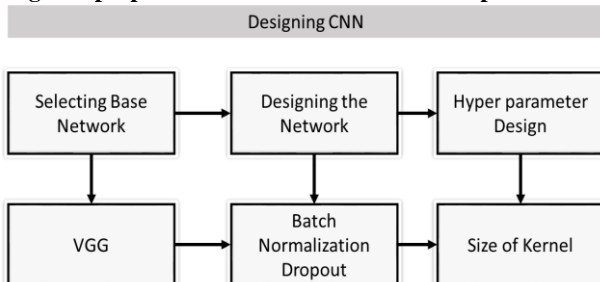 Designing CNN
Selecting Base
Network
Designing the
Network
Hyper parameter
Design
VGG
Batch
Normalization
Dropout
Size of Kernel